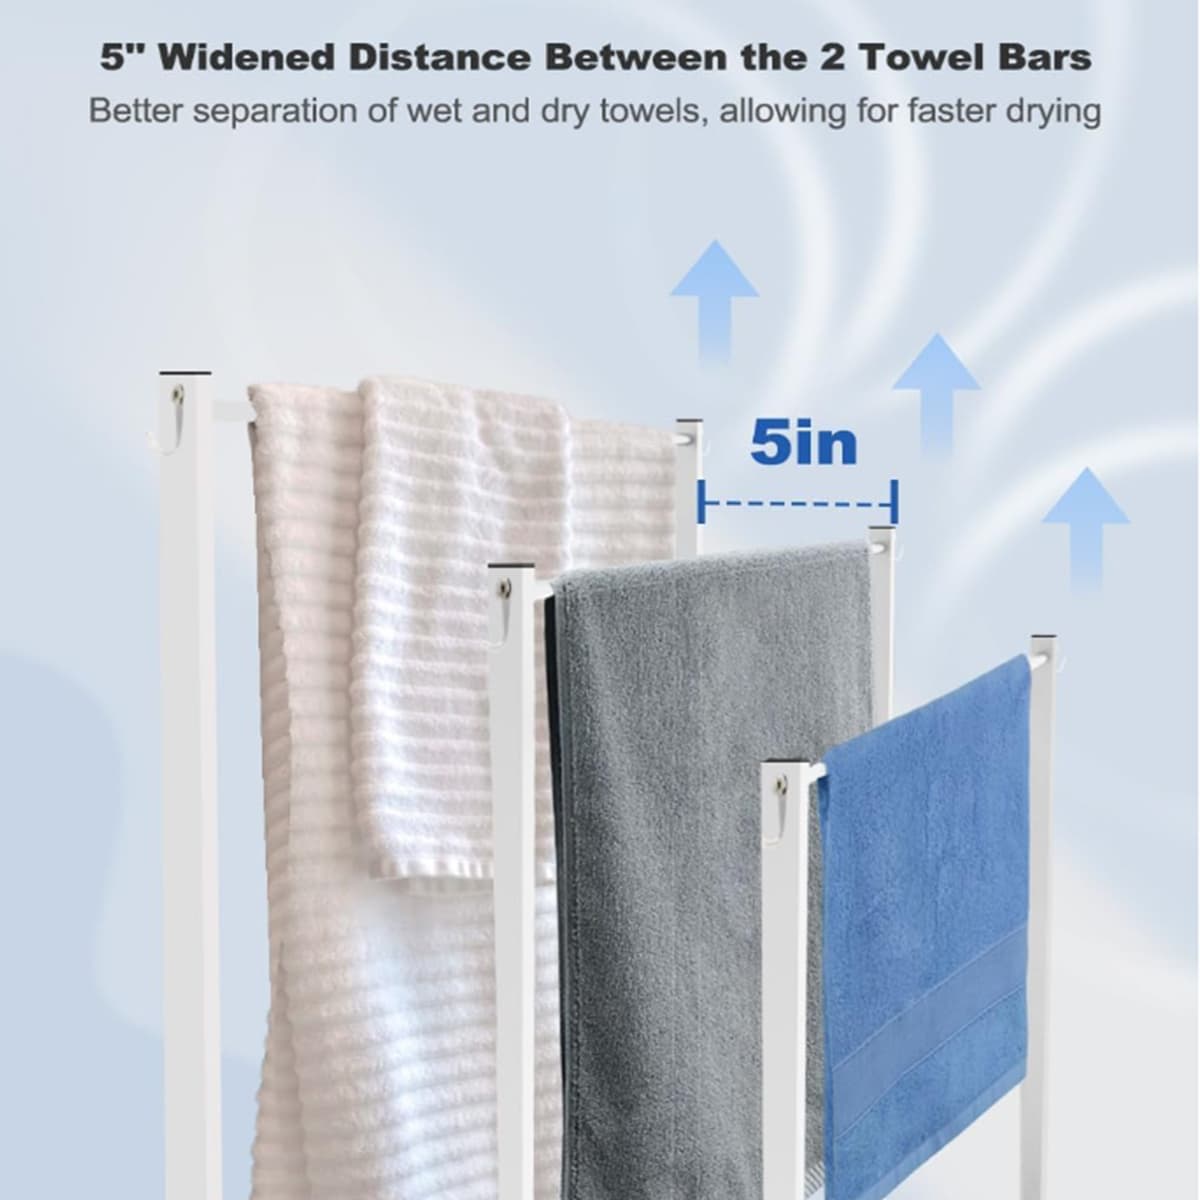 5" Widened Distance Between the 2 Towel Bars
Better separation of wet and dry towels, allowing for faster drying
5in